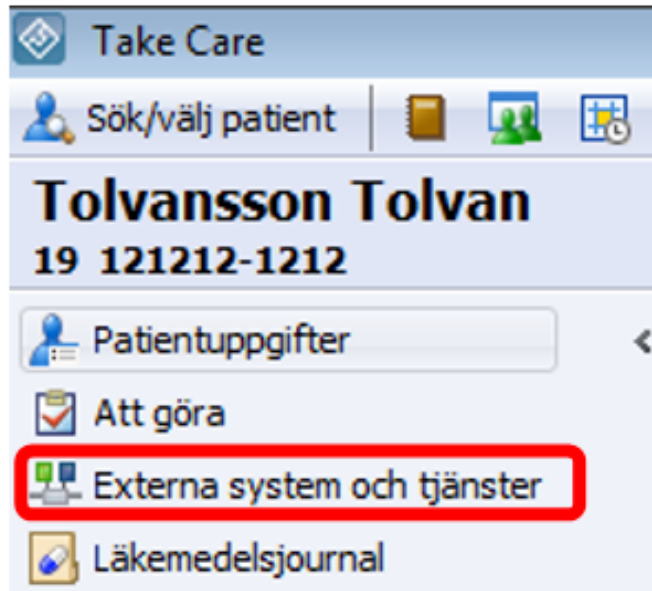 Take Care
Sök/välj patient
Tolvansson Tolvan
19 121212-1212
Patientuppgifter
Att göra
Externa system och tjänster
Läkemedelsjournal